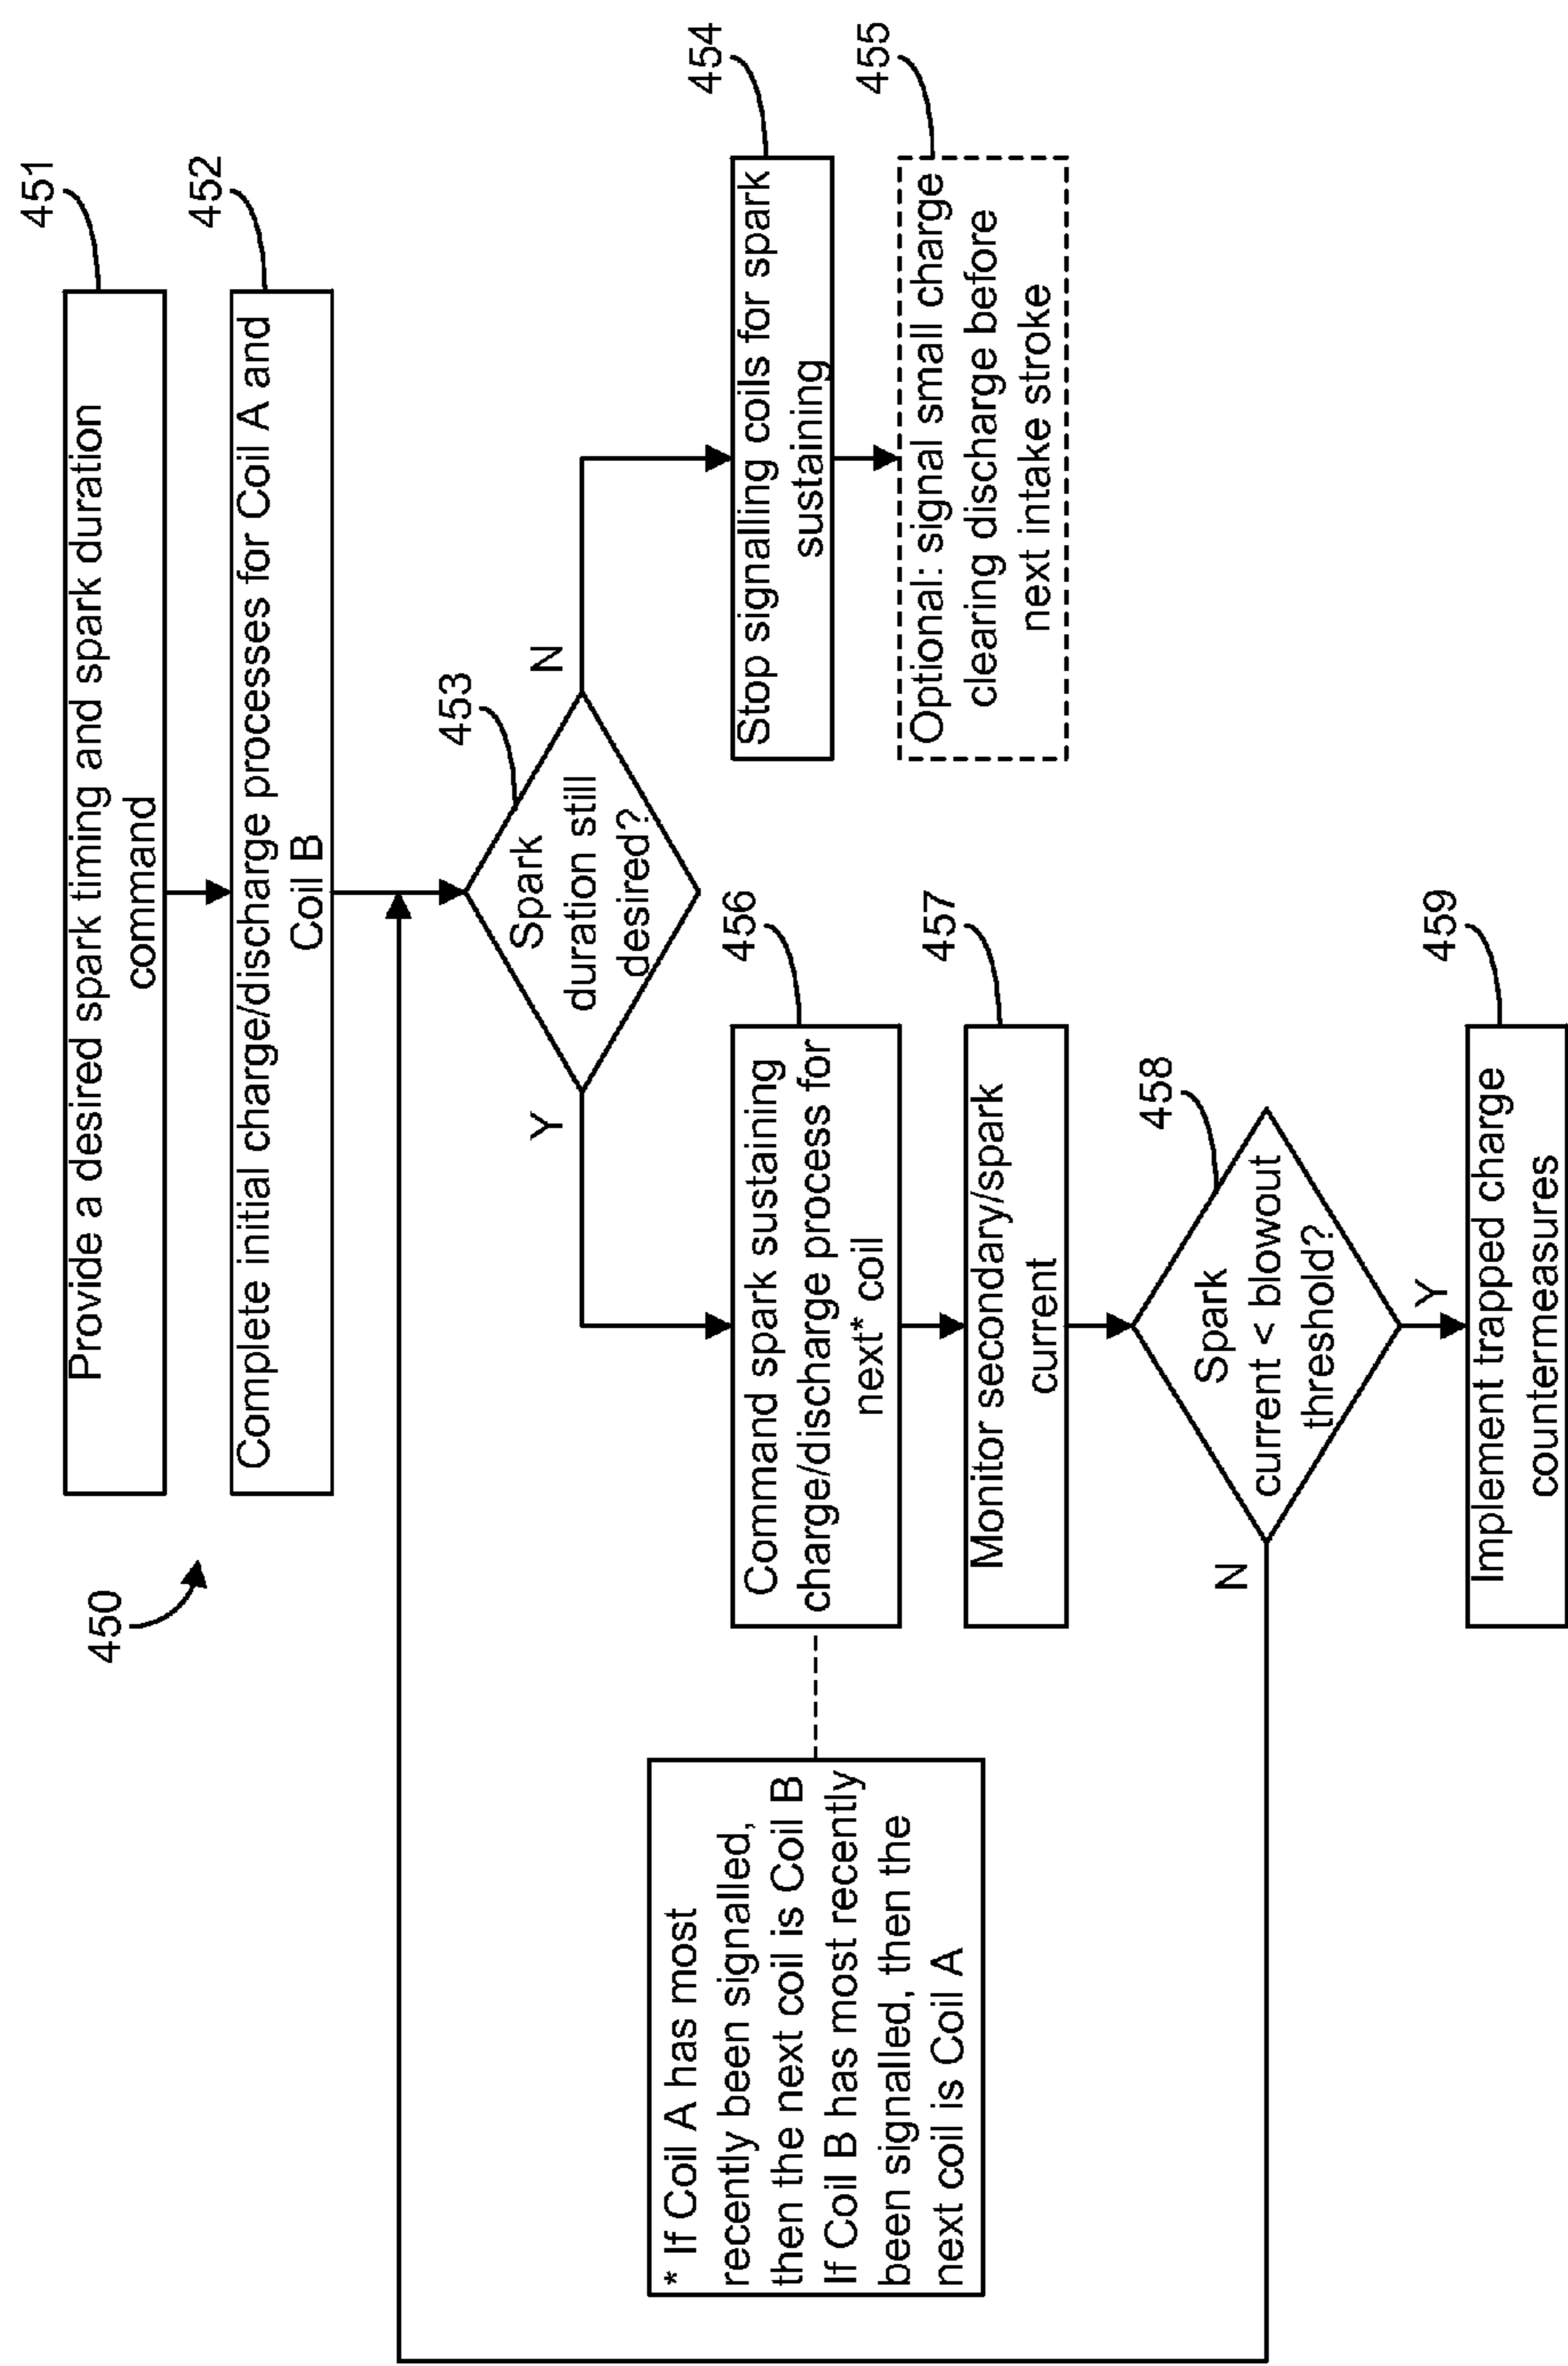 450
451
Provide a desired spark timing and spark duration
command
452
Complete initial charge/discharge processes for Coil A and
Coil B
453
Spark
duration still
desired?
Y
N
454
Stop signalling coils for spark
sustaining
455
Optional: signal small charge
clearing discharge before
next intake stroke
456
Command spark sustaining
charge/discharge process for
next* coil
* If Coil A has most
recently been signalled,
then the next coil is Coil B
If Coil B has most recently
been signalled, then the
next coil is Coil A
457
Monitor secondary/spark
current
458
Spark
current < blowout
threshold?
N
Y
459
Implement trapped charge
countermeasures